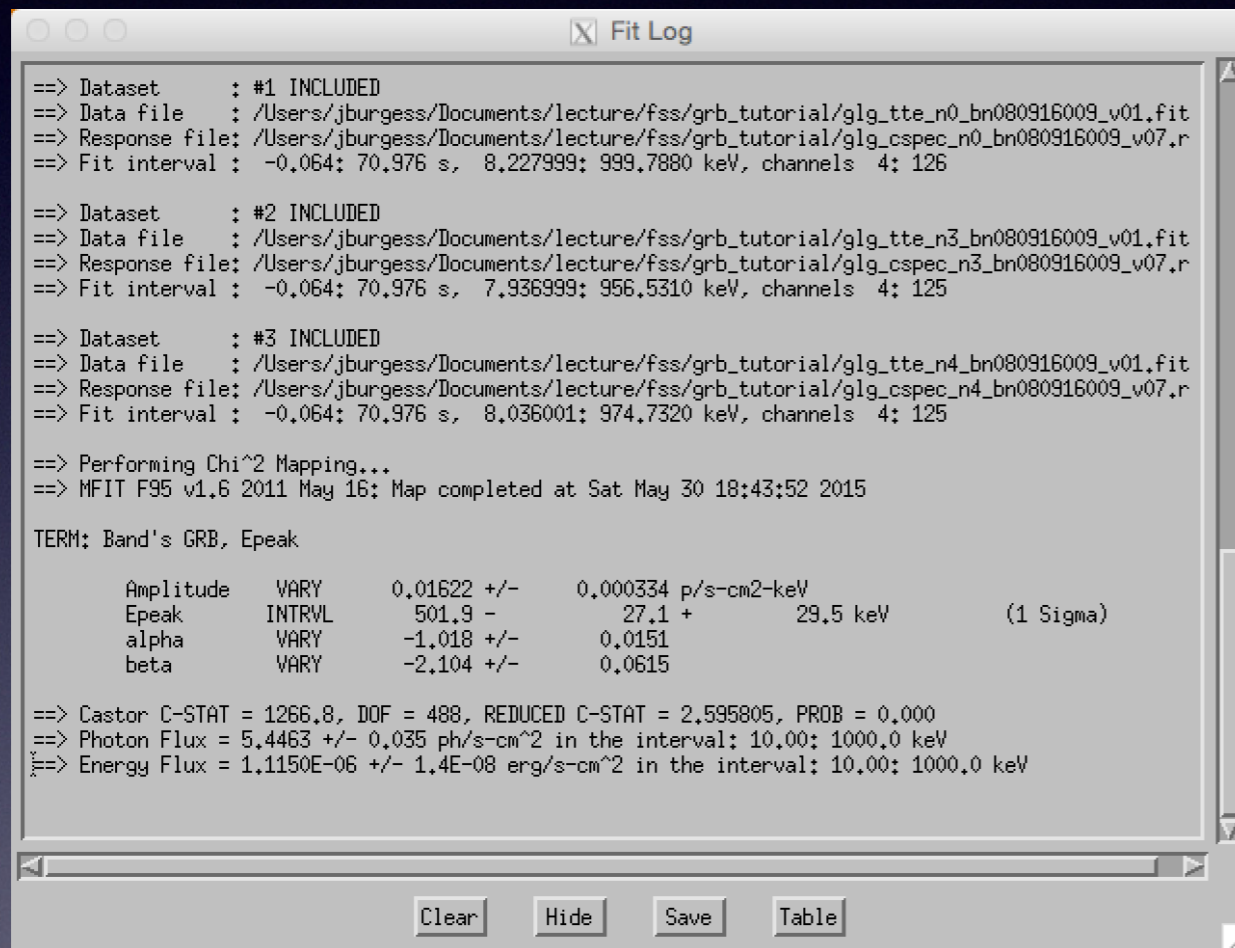 X Fit Log
==> Dataset : #1 INCLUDED
==> Data file : /Users/jburgess/Documents/lecture/fss/grb_tutorial/glg_tte_n0_bn080916009_v01.fit
==> Response file: /Users/jburgess/Documents/lecture/fss/grb_tutorial/glg_cspec_n0_bn080916009_v07.r
==> Fit interval : -0.064: 70.976 s, 8.227999: 999.7880 keV, channels 4: 126
==> Dataset : #2 INCLUDED
==> Data file : /Users/jburgess/Documents/lecture/fss/grb_tutorial/glg_tte_n3_bn080916009_v01.fit
==> Response file: /Users/jburgess/Documents/lecture/fss/grb_tutorial/glg_cspec_n3_bn080916009_v07.r
==> Fit interval : -0.064: 70.976 s, 7.936999: 956.5310 keV, channels 4: 125
==> Dataset : #3 INCLUDED
==> Data file : /Users/jburgess/Documents/lecture/fss/grb_tutorial/glg_tte_n4_bn080916009_v01.fit
==> Response file: /Users/jburgess/Documents/lecture/fss/grb_tutorial/glg_cspec_n4_bn080916009_v07.r
==> Fit interval : -0.064: 70.976 s, 8.036001: 974.7320 keV, channels 4: 125
==> Performing Chi^2 Mapping...
==> MFIT F95 v1.6 2011 May 16: Map completed at Sat May 30 18:43:52 2015
TERM: Band's GRB, Epeak
Amplitude VARY 0.01622 +/- 0.000334 p/s-cm2-keV
Epeak INTRVL 501.9 - 27.1 + 29.5 keV (1 Sigma)
alpha VARY -1.018 +/- 0.0151
beta VARY -2.104 +/- 0.0615
==> Castor C-STAT = 1266.8, DOF = 488, REDUCED C-STAT = 2.595805, PROB = 0.000
==> Photon Flux = 5.4463 +/- 0.035 ph/s-cm^2 in the interval: 10.00: 1000.0 keV
==> Energy Flux = 1.1150E-06 +/- 1.4E-08 erg/s-cm^2 in the interval: 10.00: 1000.0 keV
Clear Hide Save Table